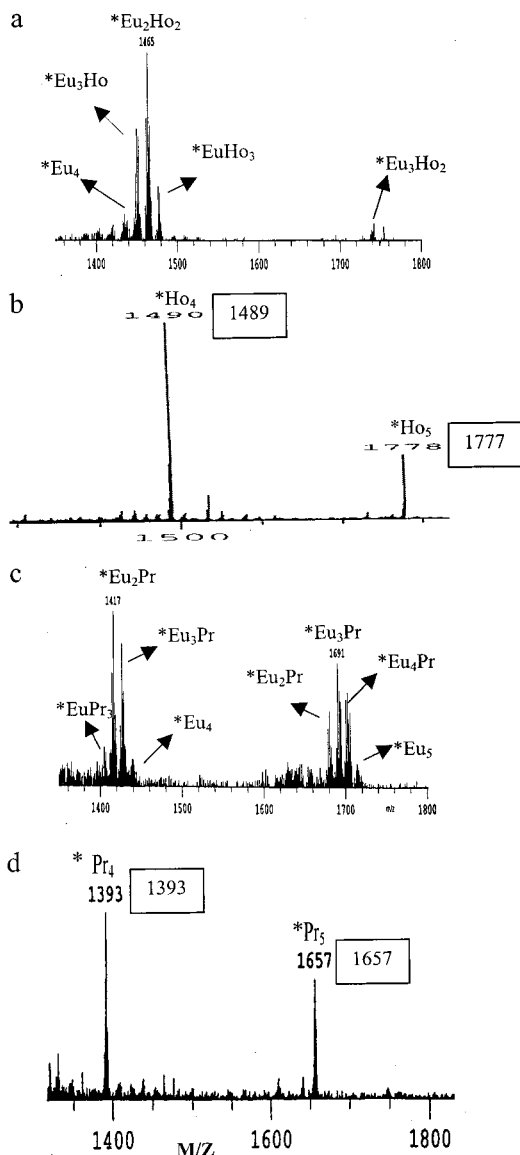 a
*Eu₂Ho₂
1465
*Eu₃Ho
*Eu₄
*EuHo₃
*Eu₃Ho₂
1400 1500 1600 1700 1800
b
*Ho₄
1490 1489
*Ho₅
1778 1777
1500
c
*Eu₂Pr
1417
*Eu₃Pr
*EuPr₃
*Eu₄
*Eu₃Pr
1691
*Eu₂Pr
*Eu₄Pr
*Eu₅
1400 1500 1600 1700 m/z 1800
d
* Pr₄
1393 1393
*Pr₅
1657 1657
1400 1600 1800
M/Z